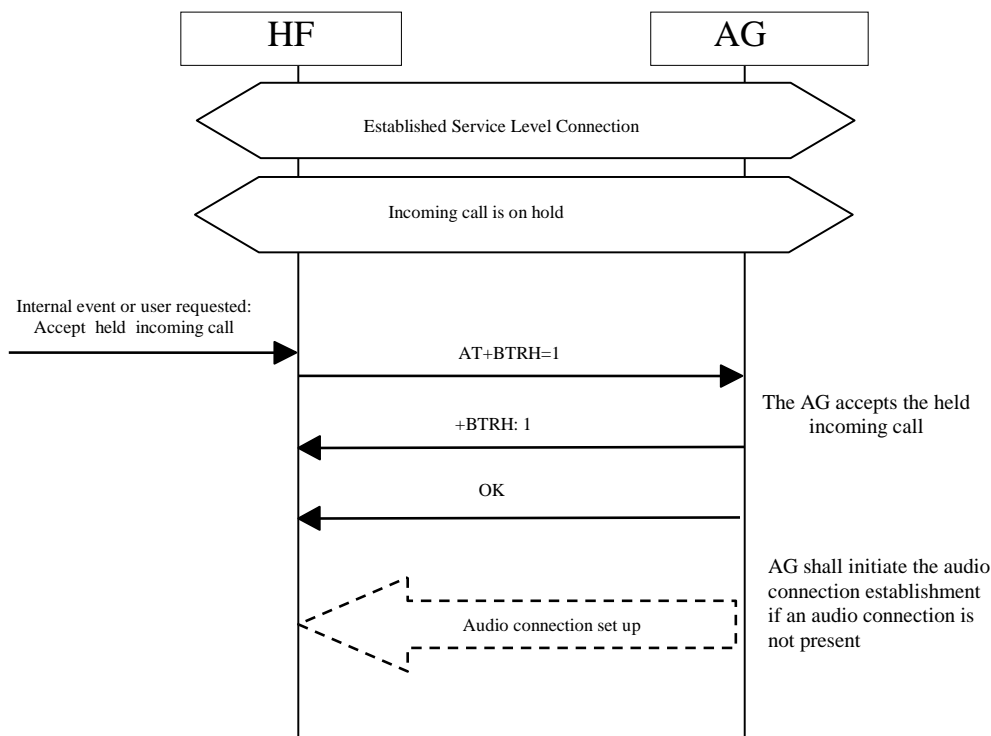 HF
AG
Established Service Level Connection
Incoming call is on hold
Internal event or user requested:
Accept held incoming call
AT+BTRH=1
The AG accepts the held
incoming call
+BTRH: 1
OK
AG shall initiate the audio
connection establishment
if an audio connection is
not present
Audio connection set up